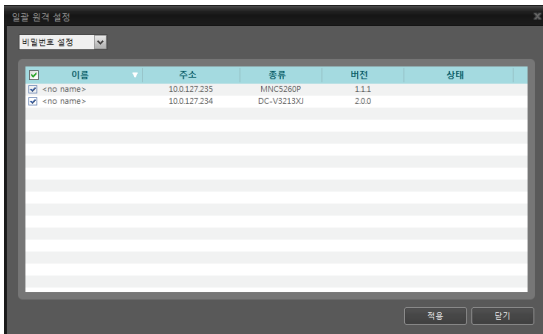 일괄 원격 설정
비밀번호 설정
이름 주소 종류 버전 상태
<no name> 10.0.127.235 MNC5260P 1.1.1
<no name> 10.0.127.234 DC-V3213XJ 2.0.0
적용 닫기